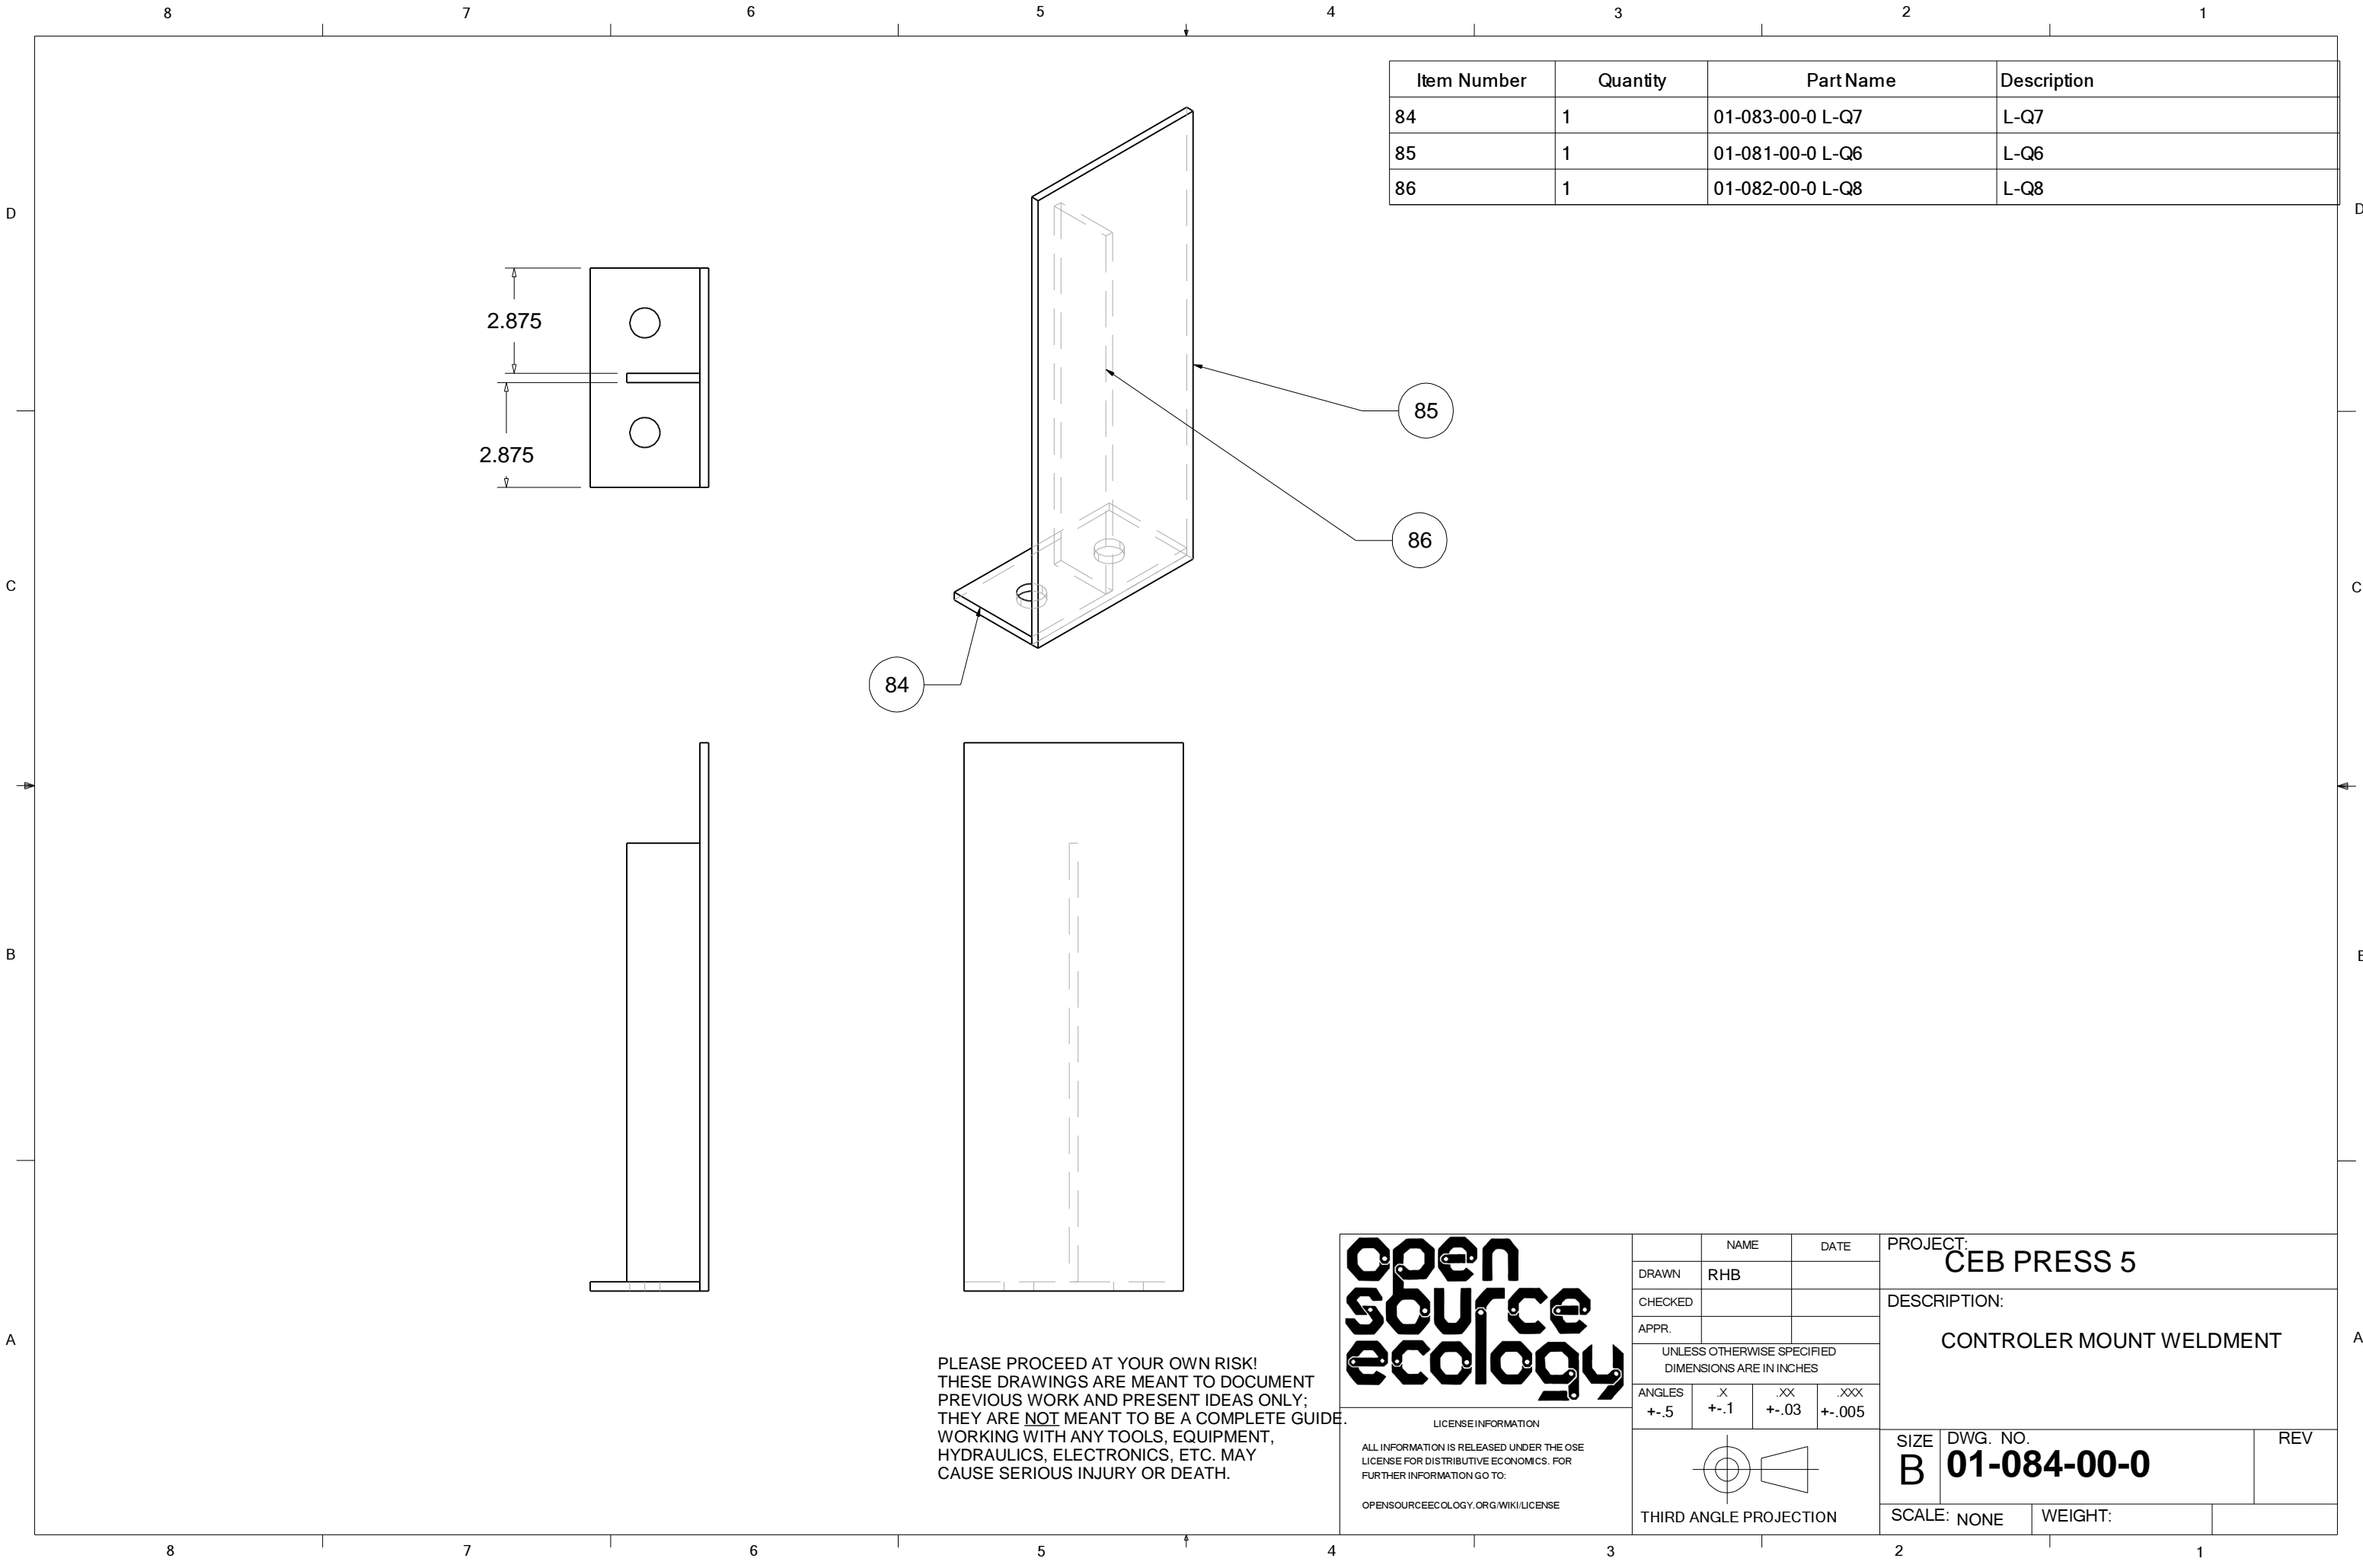 8 7 6 5 4 3 2 1
Item Number Quantity Part Name Description
84 1 01-083-00-0 L-Q7 L-Q7
85 1 01-081-00-0 L-Q6 L-Q6
86 1 01-082-00-0 L-Q8 L-Q8
D D
2.875
2.875
85
86
C C
84
B B
A A
PLEASE PROCEED AT YOUR OWN RISK!
THESE DRAWINGS ARE MEANT TO DOCUMENT
PREVIOUS WORK AND PRESENT IDEAS ONLY;
THEY ARE NOT MEANT TO BE A COMPLETE GUIDE.
WORKING WITH ANY TOOLS, EQUIPMENT,
HYDRAULICS, ELECTRONICS, ETC. MAY
CAUSE SERIOUS INJURY OR DEATH.
open
source
ecology
LICENSE INFORMATION
ALL INFORMATION IS RELEASED UNDER THE OSE
LICENSE FOR DISTRIBUTIVE ECONOMICS. FOR
FURTHER INFORMATION GO TO:
OPENSOURCEECOLOGY.ORG/WIKI/LICENSE
NAME DATE
DRAWN RHB
CHECKED
APPR.
UNLESS OTHERWISE SPECIFIED
DIMENSIONS ARE IN INCHES
ANGLES .X .XX .XXX
+-.5 +-.1 +-.03 +-.005
THIRD ANGLE PROJECTION
PROJECT:
CEB PRESS 5
DESCRIPTION:
CONTROLER MOUNT WELDMENT
SIZE DWG. NO. REV
B 01-084-00-0
SCALE: NONE WEIGHT:
8 7 6 5 4 3 2 1